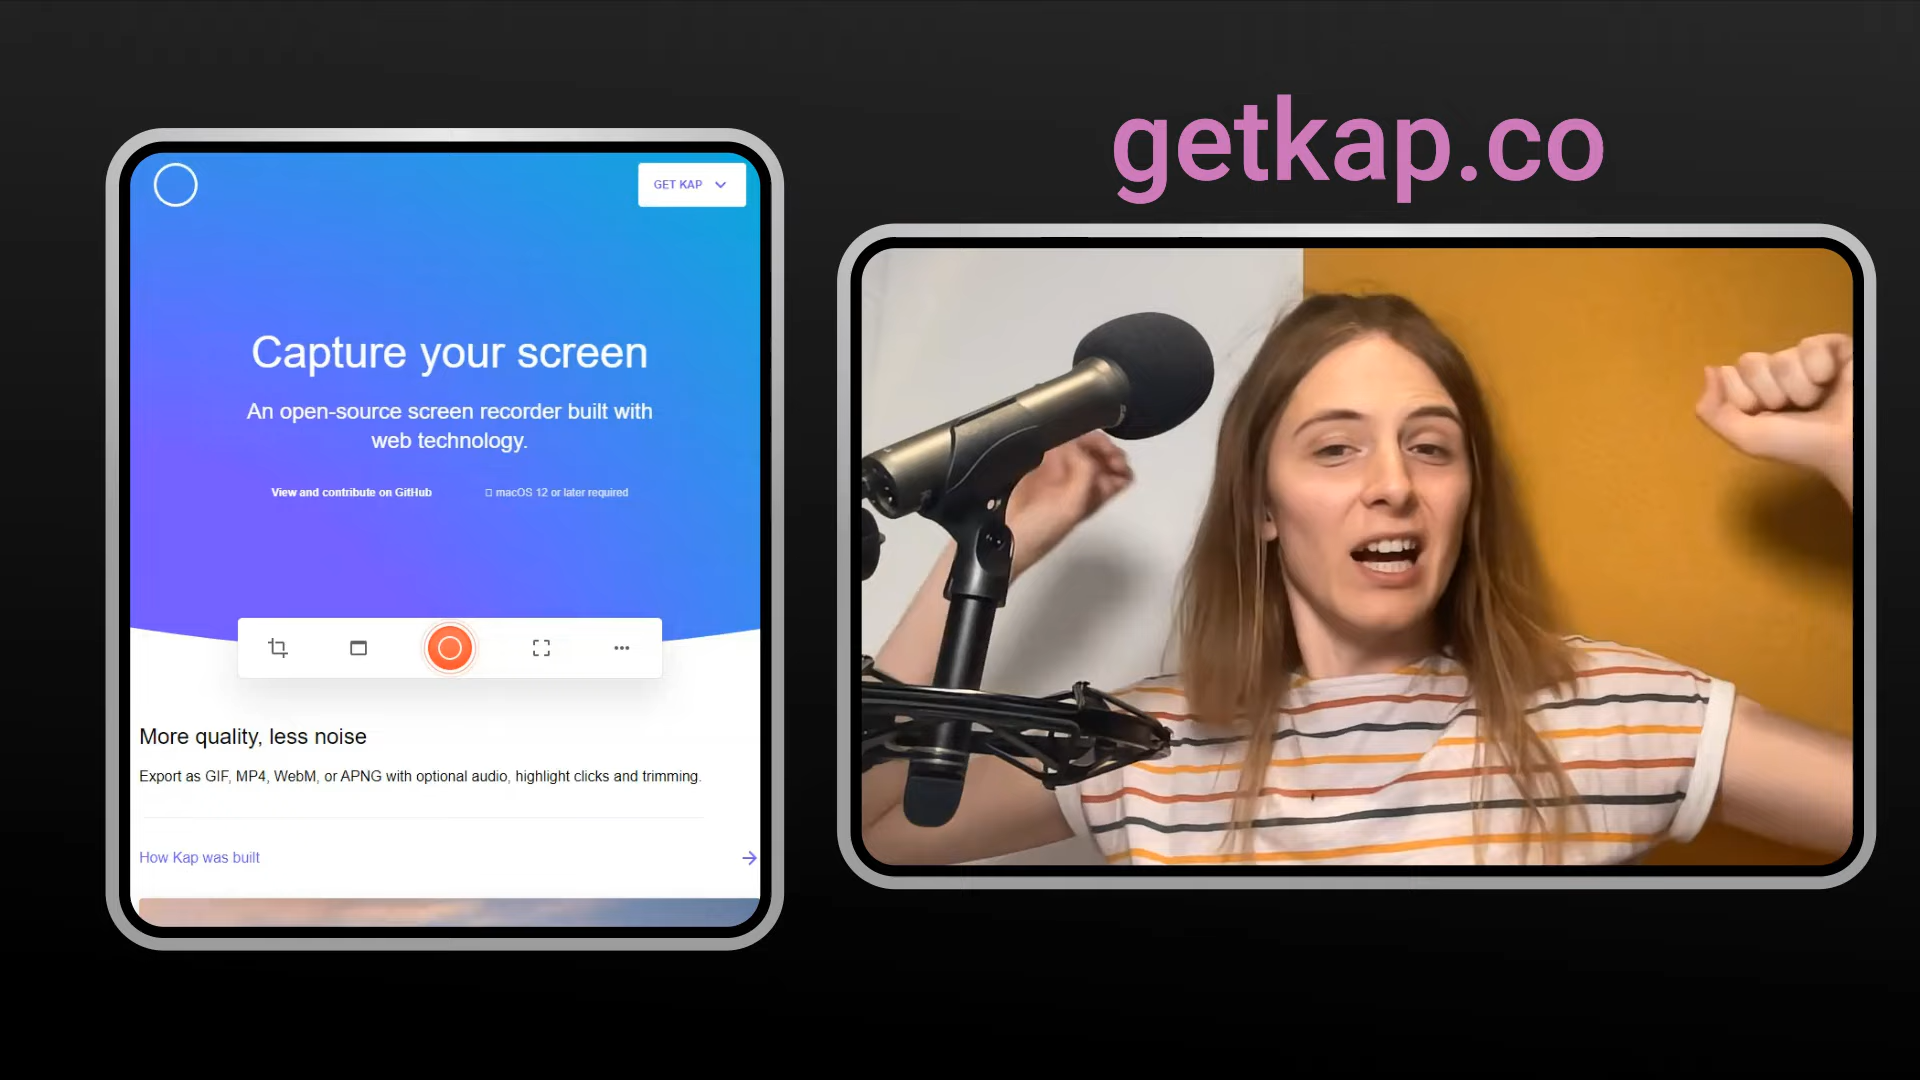 getkap.co
GET KAP
Capture your screen
An open-source screen recorder built with
web technology.
View and contribute on GitHub
macOS 12 or later required
More quality, less noise
Export as GIF, MP4, WebM, or APNG with optional audio, highlight clicks and trimming.
How Kap was built